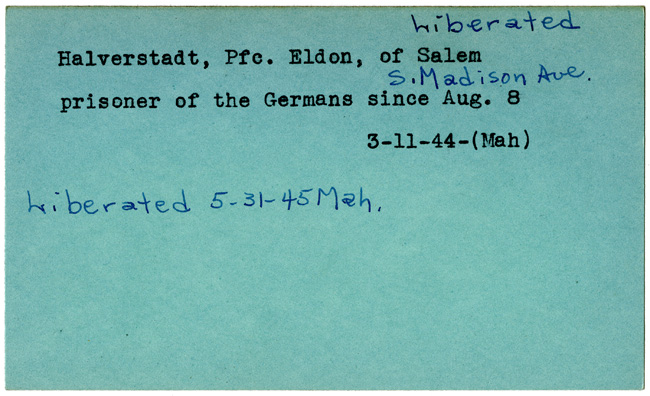 Liberated
Halverstadt, Pfc. Eldon, of Salem
S. Madison Ave.
prisoner of the Germans since Aug. 8
3-11-44-(Mah)
Liberated 5-31-45 Mah.